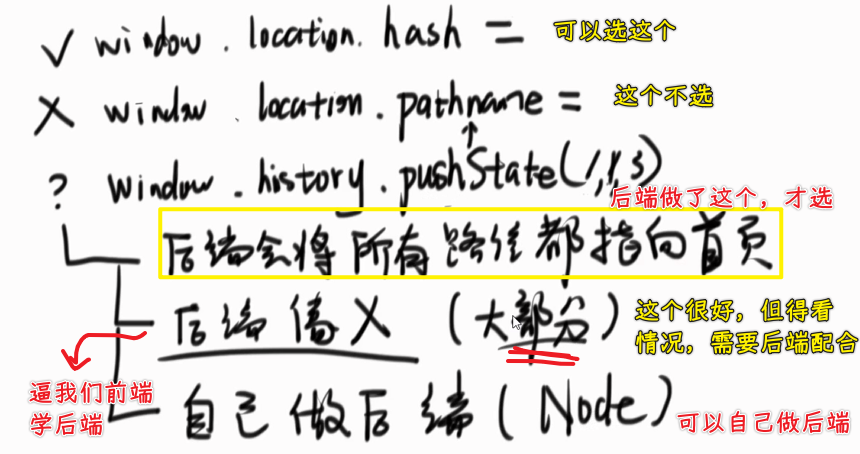 ✓ window.location.hash = 可以选这个
X window.location.pathname = 这个不选
? window.history.pushState(1,1,3)
后端做了这个，才选
后端会将所有路径都指向首页
后端傻X (大部分) 这个很好，但得看
情况，需要后端配合
逼我们前端
学后端
自己做后端 (Node) 可以自己做后端